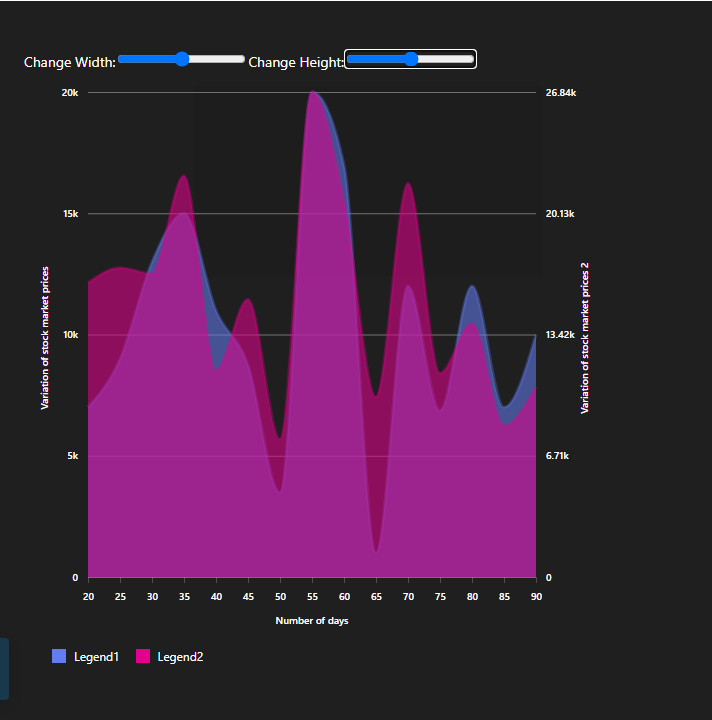 Change Width: Change Height:
20k 26.84k
15k 20.13k
10k 13.42k
5k 6.71k
0 0
Variation of stock market prices
Variation of stock market prices 2
20 25 30 35 40 45 50 55 60 65 70 75 80 85 90
Number of days
Legend1 Legend2